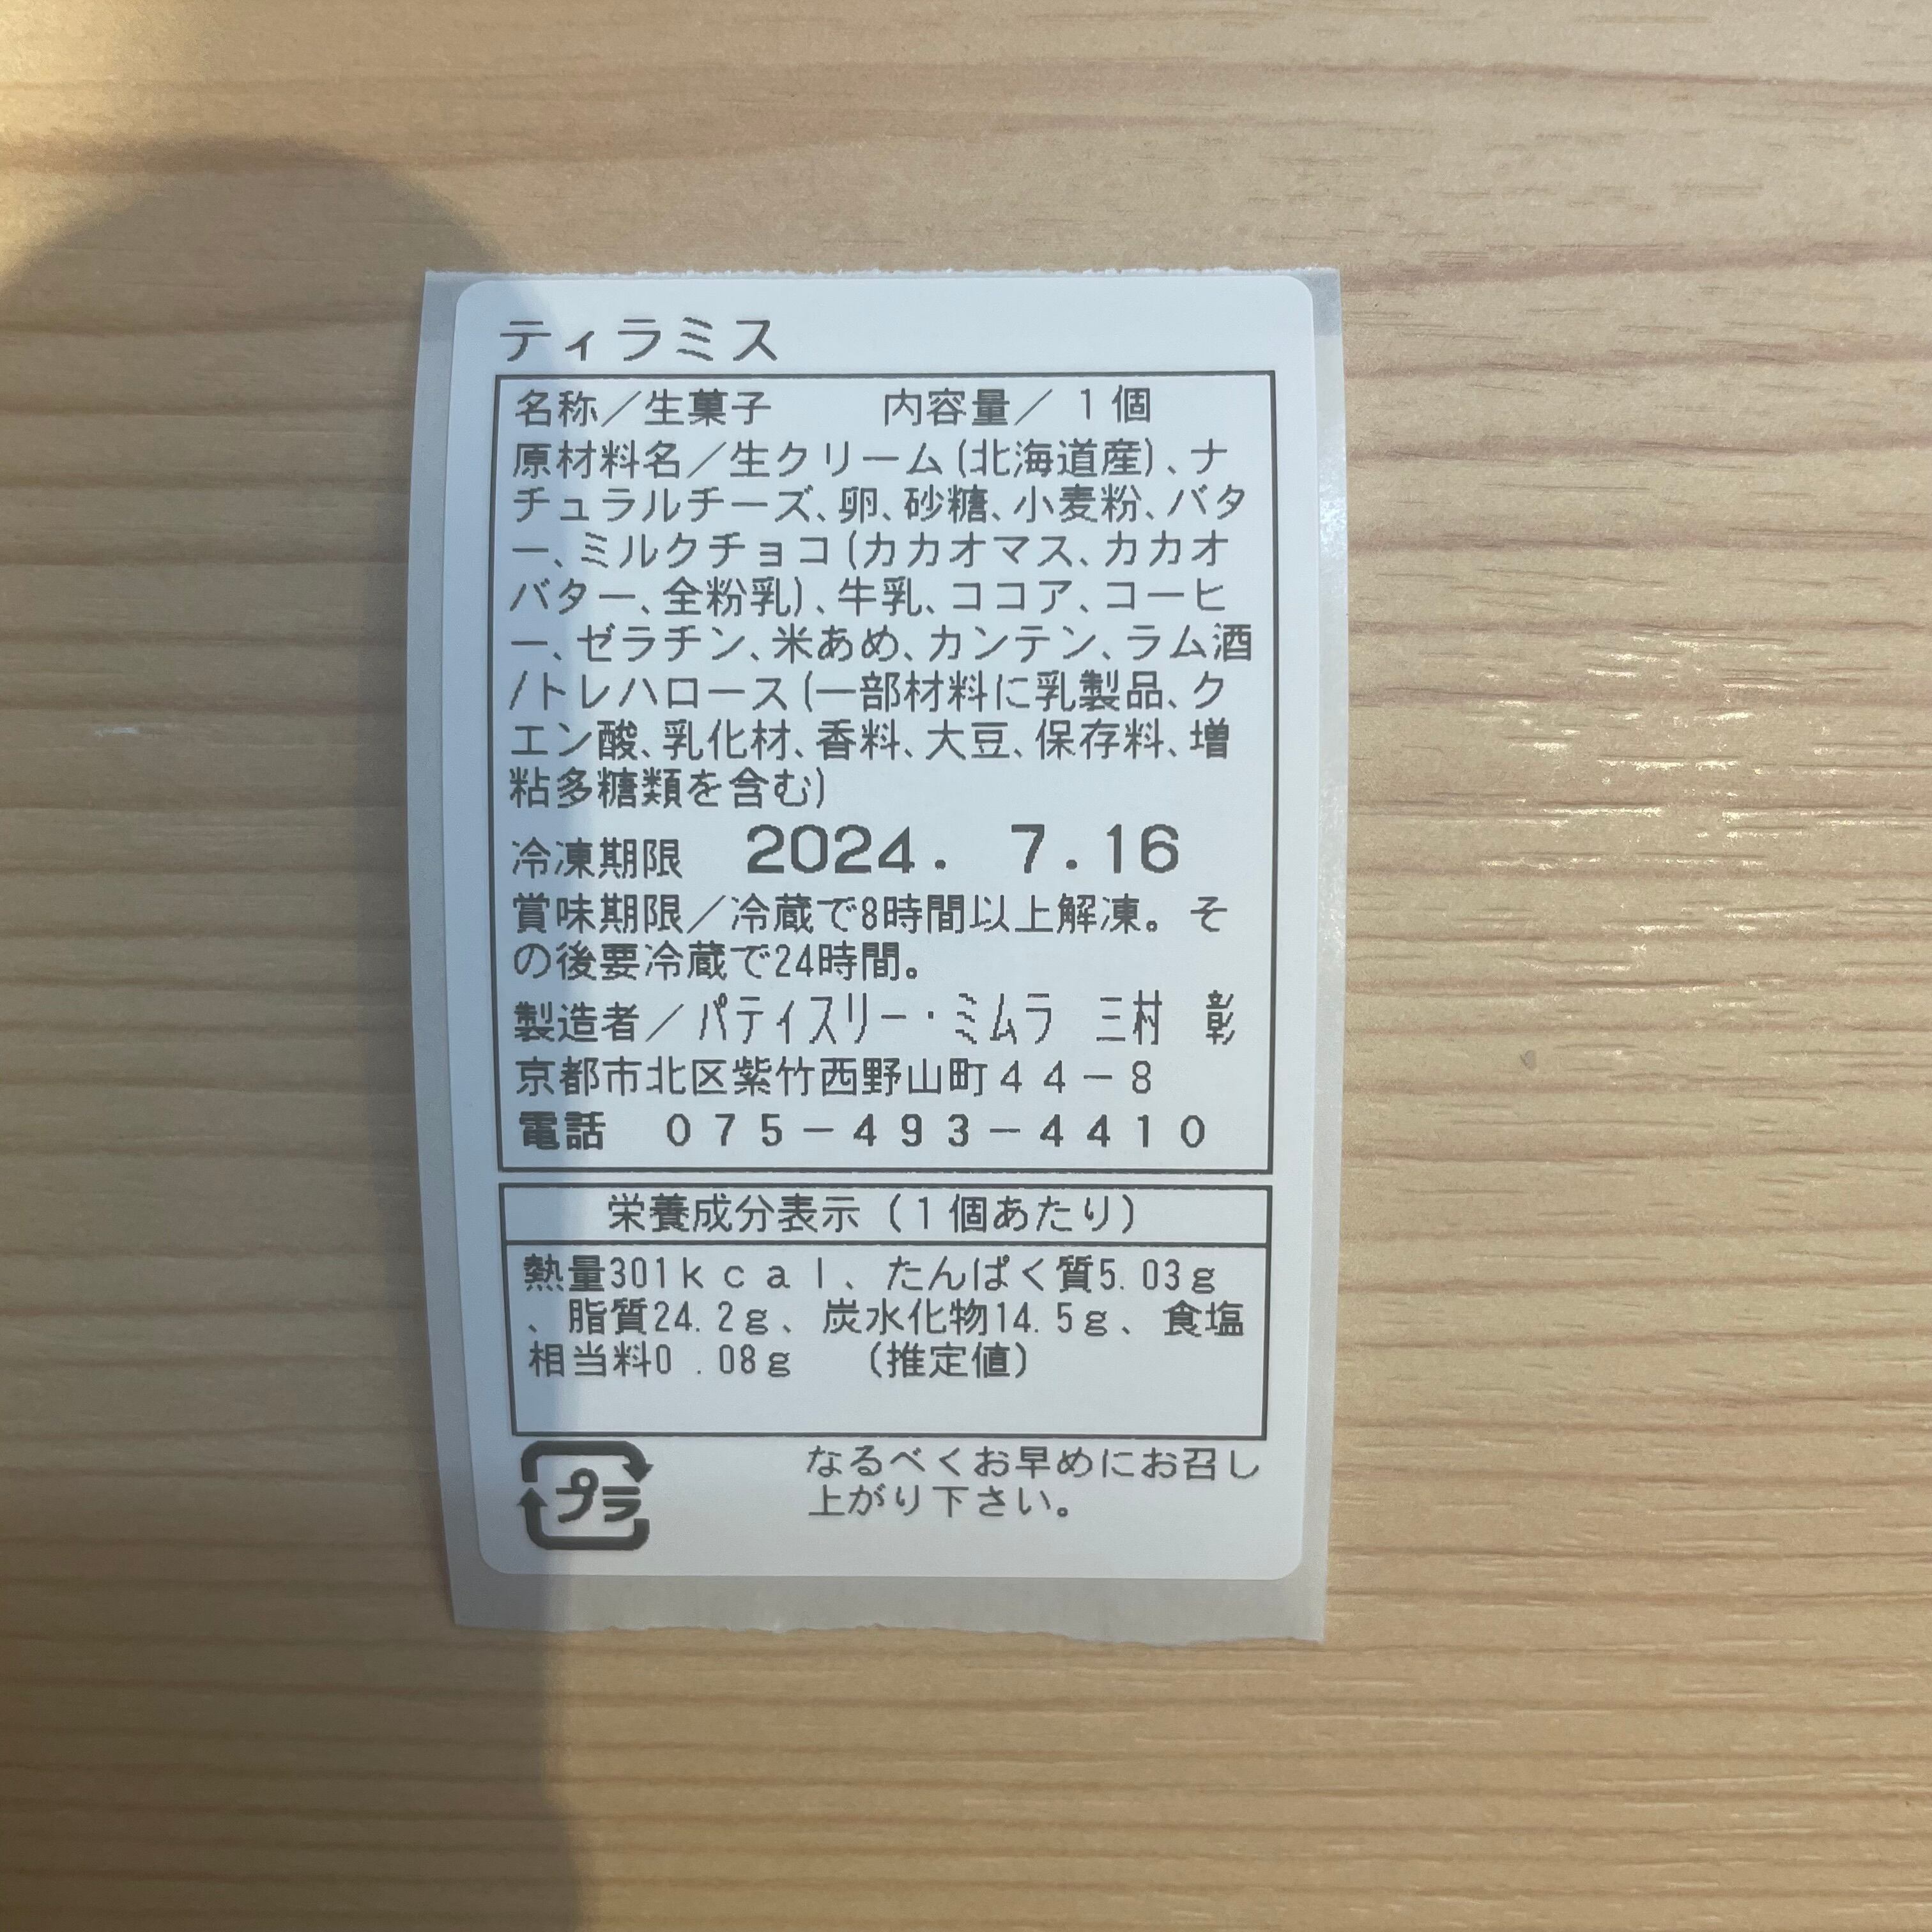 ティラミス
名称／生菓子　　内容量／１個
原材料名／生クリーム(北海道産)、ナ
チュラルチーズ、卵、砂糖、小麦粉、バタ
ー、ミルクチョコ(カカオマス、カカオ
バター、全粉乳)、牛乳、ココア、コーヒ
ー、ゼラチン、米あめ、カンテン、ラム酒
/トレハロース(一部材料に乳製品、ク
エン酸、乳化材、香料、大豆、保存料、増
粘多糖類を含む)
冷凍期限　2024. 7.16
賞味期限／冷蔵で8時間以上解凍。そ
の後要冷蔵で24時間。
製造者／パティスリー・ミムラ　三村　彰
京都市北区紫竹西野山町４４－８
電話　０７５－４９３－４４１０
栄養成分表示（１個あたり）
熱量301ｋｃａｌ、たんぱく質5.03ｇ
、脂質24.2ｇ、炭水化物14.5ｇ、食塩
相当料0.08ｇ　（推定値）
プラ
なるべくお早めにお召し
上がり下さい。